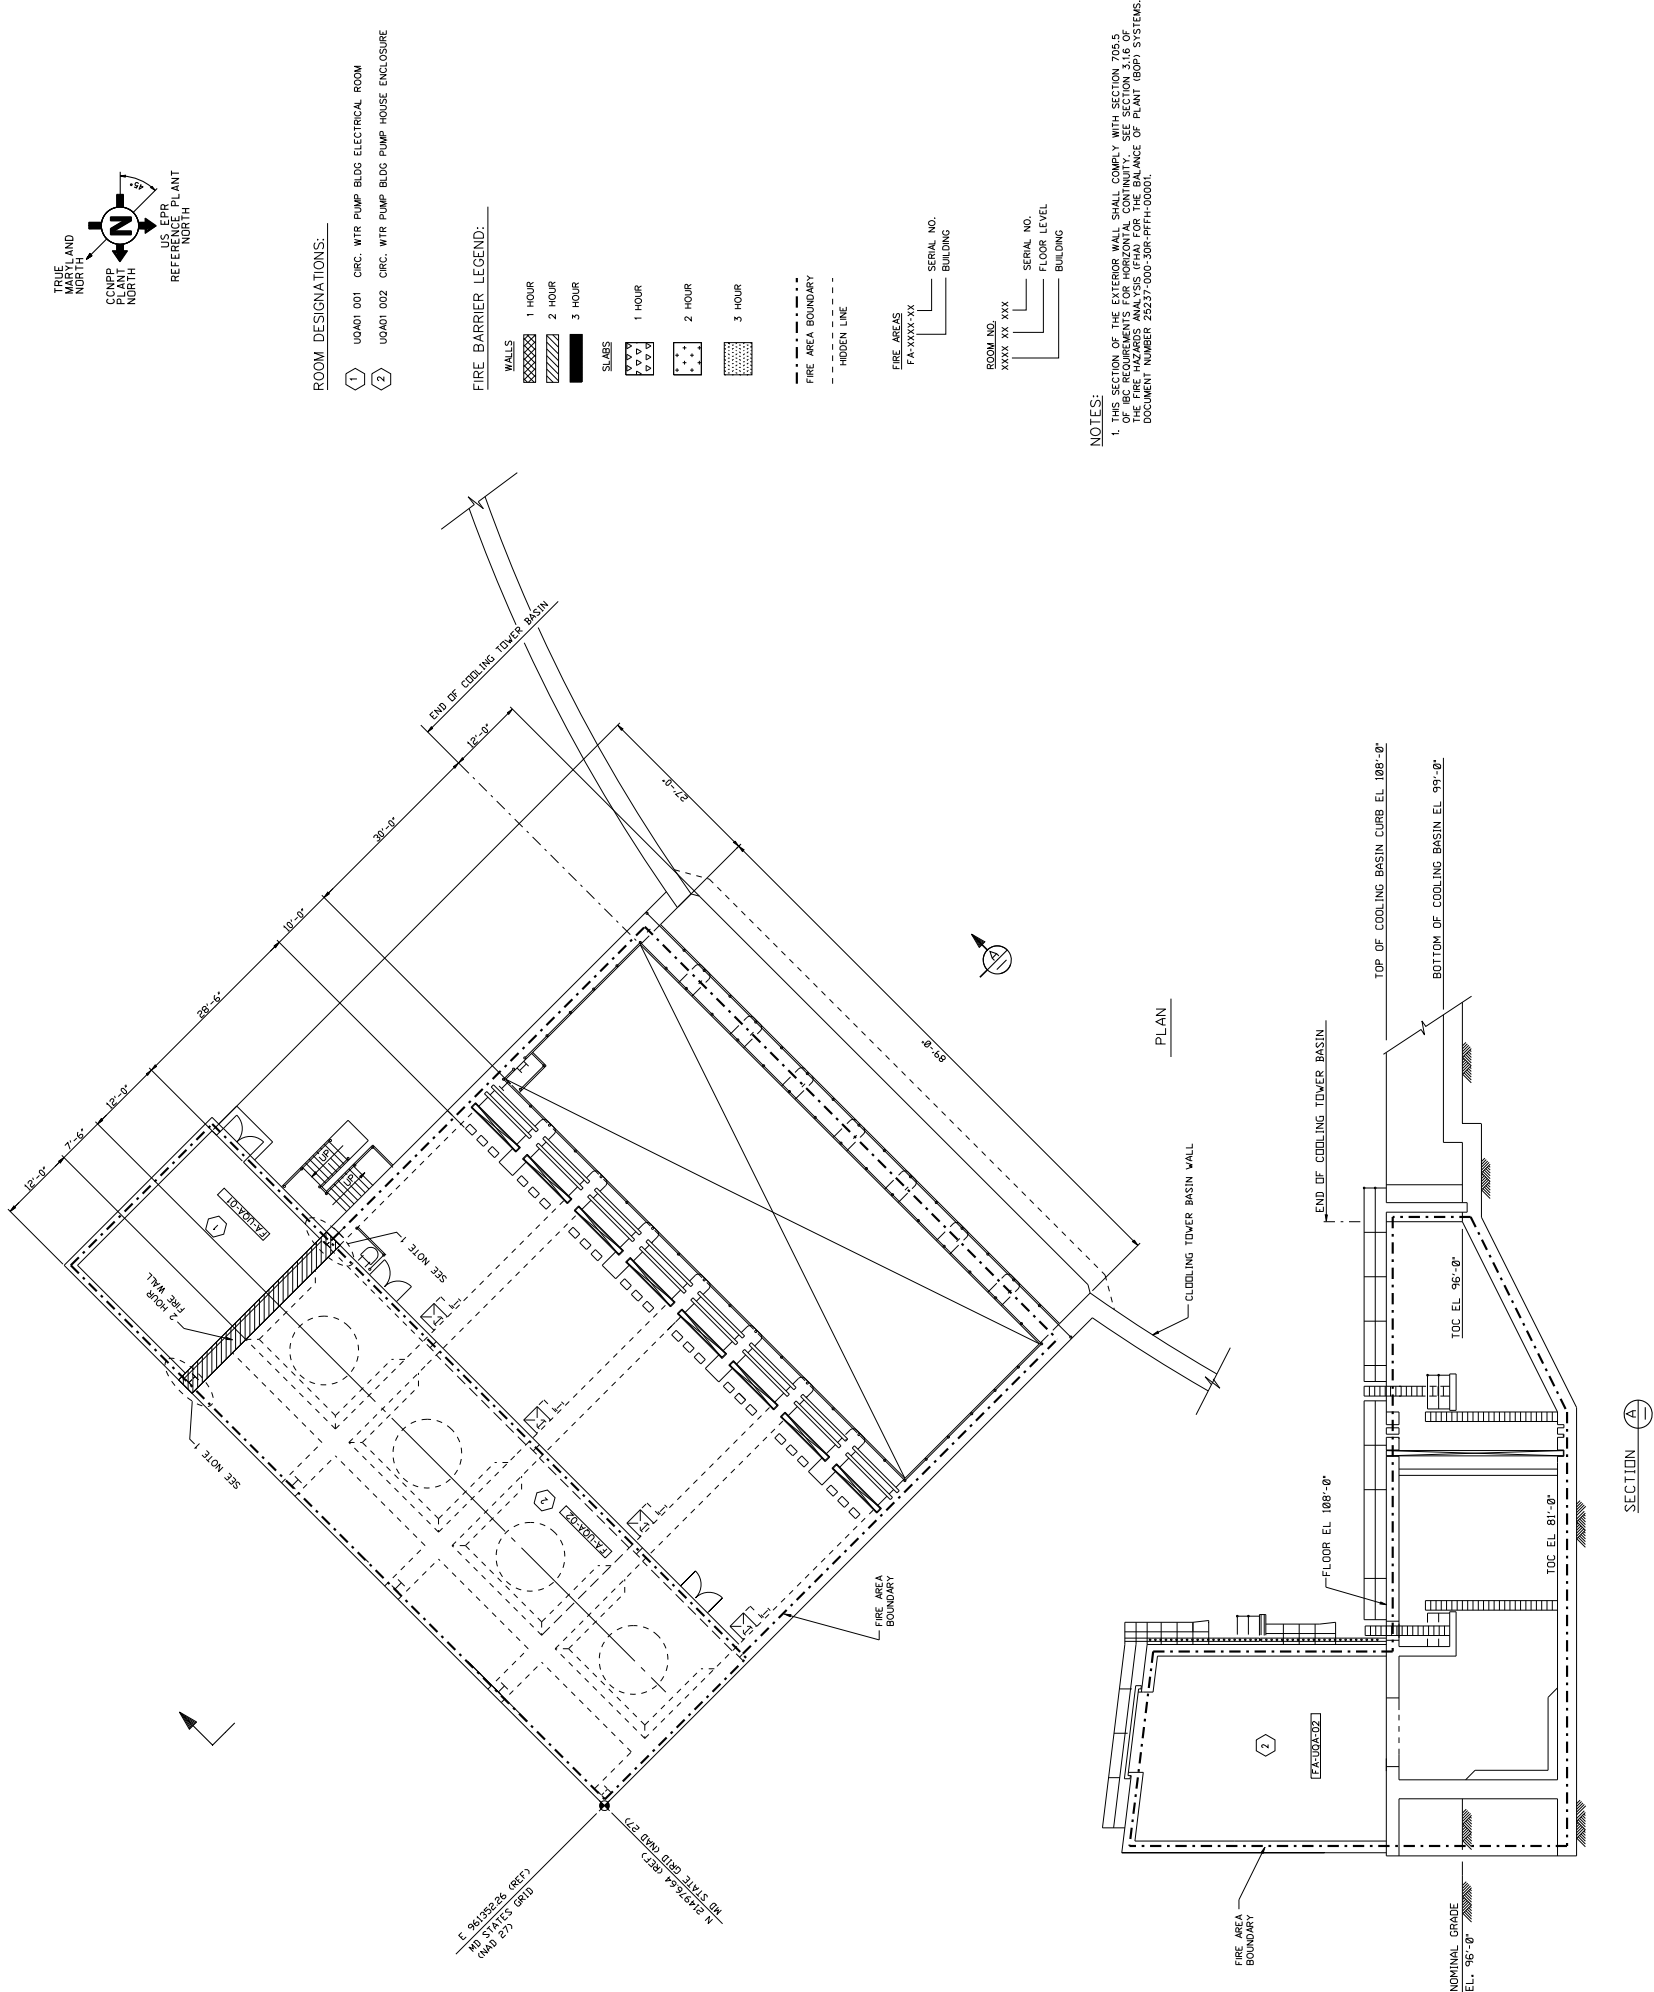 TRUE
MARYLAND
NORTH
CCNPP
PLANT
NORTH
N
45°
US EPR
REFERENCE PLANT
NORTH
ROOM DESIGNATIONS:
1 UQA01 001 CIRC. WTR PUMP BLDG ELECTRICAL ROOM
2 UQA01 002 CIRC. WTR PUMP BLDG PUMP HOUSE ENCLOSURE
FIRE BARRIER LEGEND:
WALLS
1 HOUR
2 HOUR
3 HOUR
SLABS
1 HOUR
2 HOUR
3 HOUR
FIRE AREA BOUNDARY
HIDDEN LINE
FIRE AREAS
FA-XXXX-XX
SERIAL NO.
BUILDING
ROOM NO.
XXXX XX XXX
SERIAL NO.
FLOOR LEVEL
BUILDING
NOTES:
1. THIS SECTION OF THE EXTERIOR WALL SHALL COMPLY WITH SECTION 705.5
OF IBC REQUIREMENTS FOR HORIZONTAL CONTINUITY. SEE SECTION 3.1.6 OF
THE FIRE HAZARDS ANALYSIS (FHA) FOR THE BALANCE OF PLANT (BOP) SYSTEMS.
DOCUMENT NUMBER 25237-000-30R-PFFH-00001.
12'-0"
7'-6"
12'-0"
28'-6"
10'-0"
30'-0"
12'-0"
END OF COOLING TOWER BASIN
27'-0"
89'-0"
1
FA-UQA-01
2 HOUR
FIRE WALL
UP
UP
SEE NOTE 1
SEE NOTE 1
2
FA-UQA-02
FIRE AREA
BOUNDARY
CLOOLING TOWER BASIN WALL
A
PLAN
E 961352.26 (REF)
MD STATES GRID
(NAD 27)
N 214976.64 (REF)
MD STATE GRID (NAD 27)
TOP OF COOLING BASIN CURB EL 108'-0"
BOTTOM OF COOLING BASIN EL 99'-0"
END OF COOLING TOWER BASIN
TOC EL 96'-0"
FLOOR EL 108'-0"
TOC EL 81'-0"
2
FA-UQA-02
FIRE AREA
BOUNDARY
NOMINAL GRADE
EL. 96'-0"
SECTION A